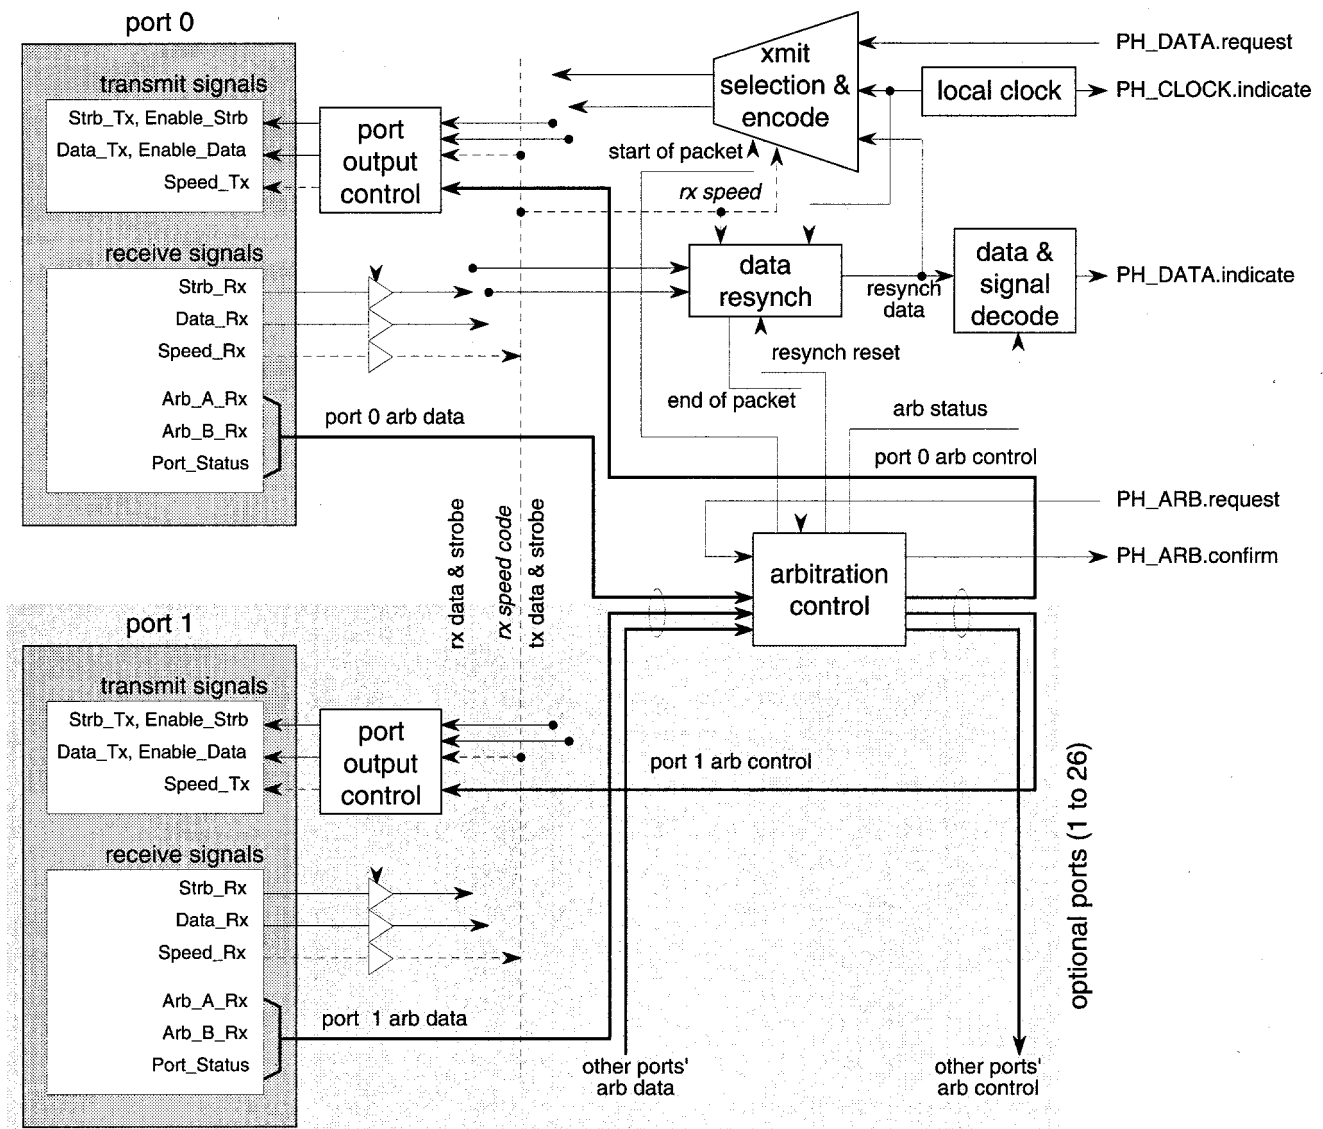 port 0
transmit signals
Strb_Tx, Enable_Strb
Data_Tx, Enable_Data
Speed_Tx
port
output
control
receive signals
Strb_Rx
Data_Rx
Speed_Rx
Arb_A_Rx
Arb_B_Rx
Port_Status
port 0 arb data
xmit
selection &
encode
PH_DATA.request
local clock
PH_CLOCK.indicate
start of packet
rx speed
data
resynch
resynch
data
data &
signal
decode
PH_DATA.indicate
resynch reset
end of packet
arb status
port 0 arb control
PH_ARB.request
PH_ARB.confirm
arbitration
control
rx data & strobe
rx speed code
tx data & strobe
port 1
transmit signals
Strb_Tx, Enable_Strb
Data_Tx, Enable_Data
Speed_Tx
port
output
control
port 1 arb control
receive signals
Strb_Rx
Data_Rx
Speed_Rx
Arb_A_Rx
Arb_B_Rx
Port_Status
port 1 arb data
other ports'
arb data
other ports'
arb control
optional ports (1 to 26)